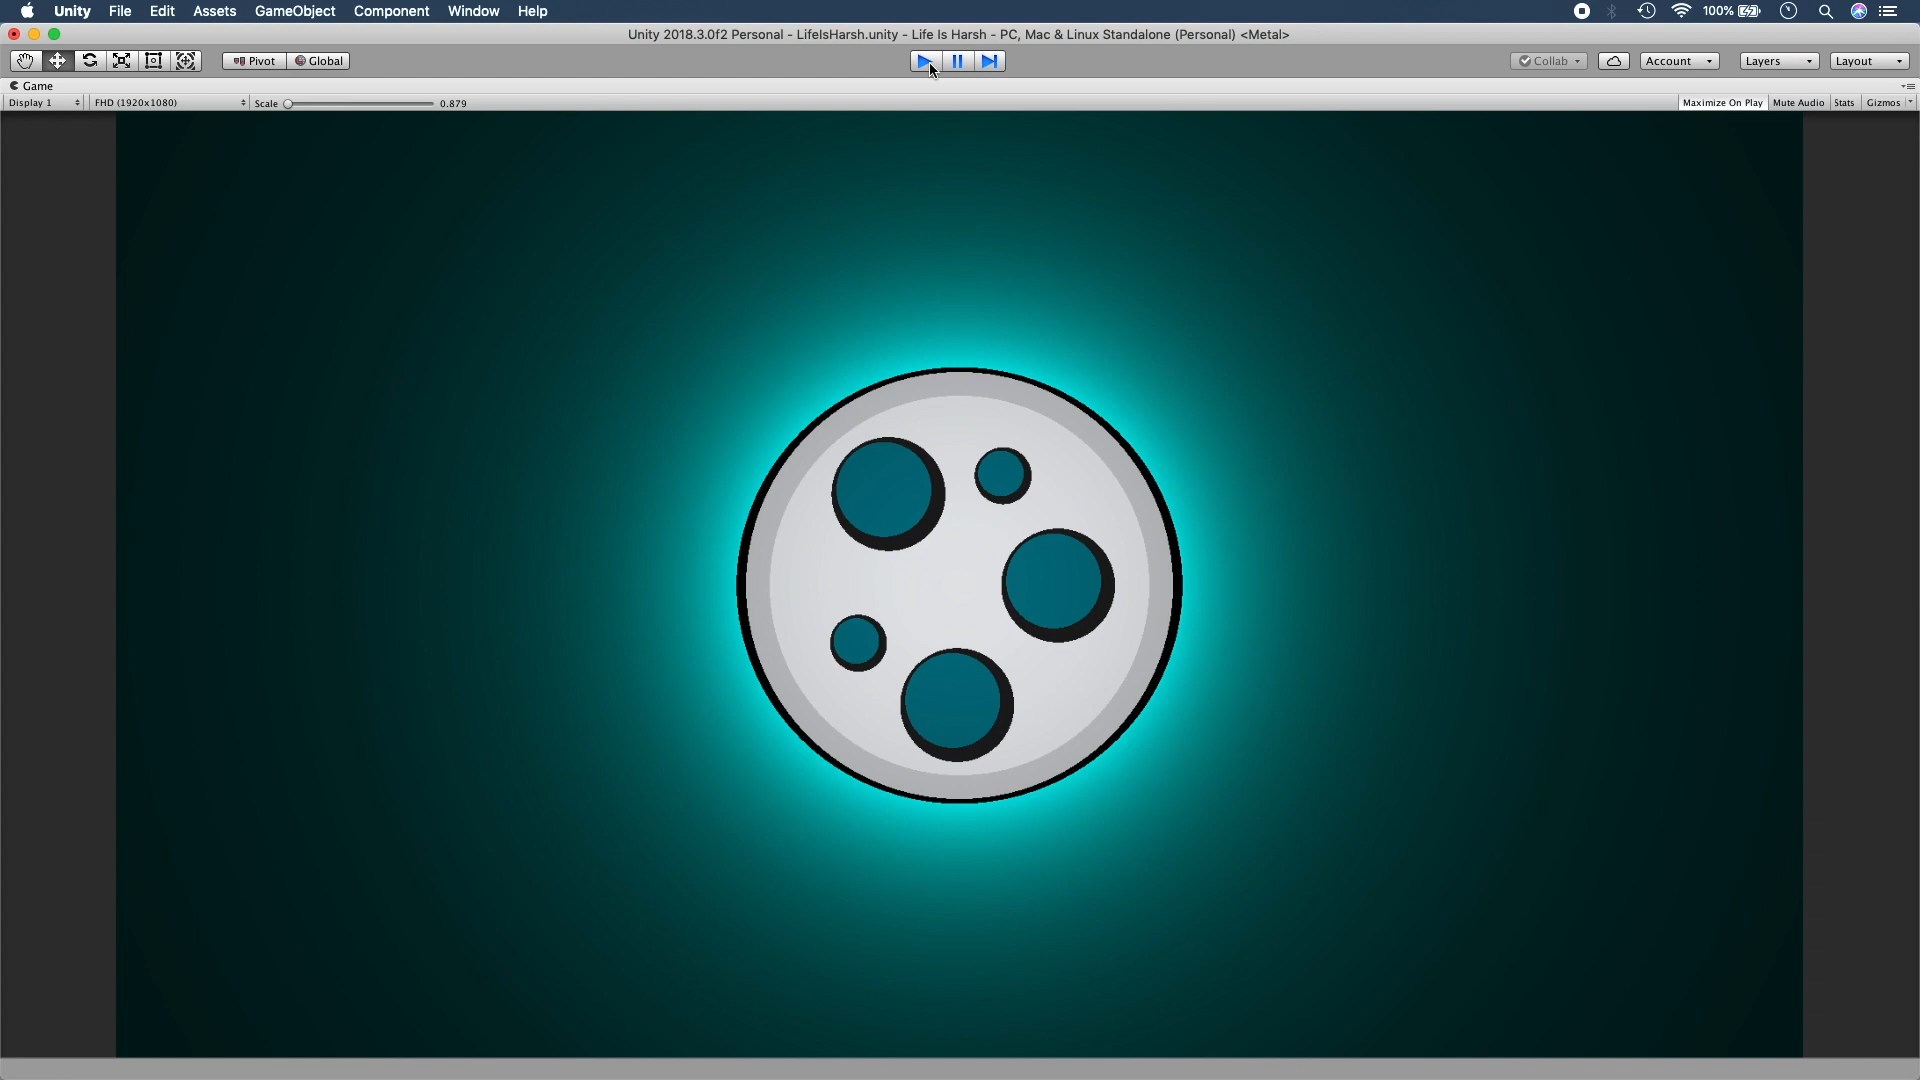 Unity File Edit Assets GameObject Component Window Help 100%
Unity 2018.3.0f2 Personal - LifeIsHarsh.unity - Life Is Harsh - PC, Mac & Linux Standalone (Personal) <Metal>
Pivot Global Collab Account Layers Layout
Game
Display 1 FHD (1920x1080) Scale 0.879 Maximize On Play Mute Audio Stats Gizmos